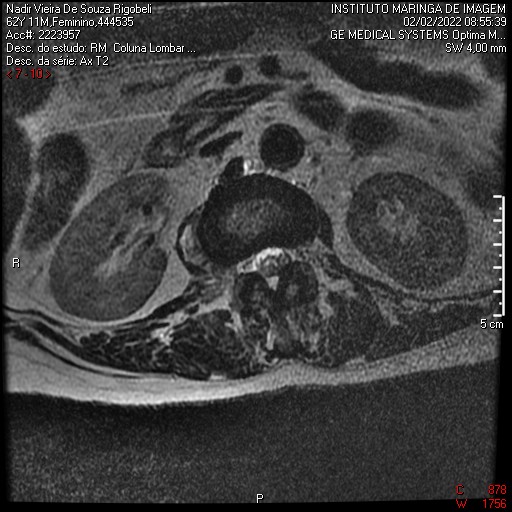 Nadir Vieira De Souza Rigobeli
62Y 11M,Feminino,444535
Acc#: 2223957
Desc. do estudo: RM Coluna Lombar ...
Desc. da série: Ax T2
<7-10>
INSTITUTO MARINGA DE IMAGEM
02/02/2022 08:55:39
GE MEDICAL SYSTEMS Optima M...
SW 4,00 mm
R
5 cm
P
C 878
W 1756